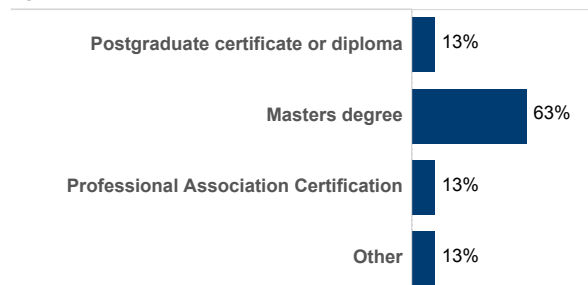 Postgraduate certificate or diploma 13%
Masters degree 63%
Professional Association Certification 13%
Other 13%